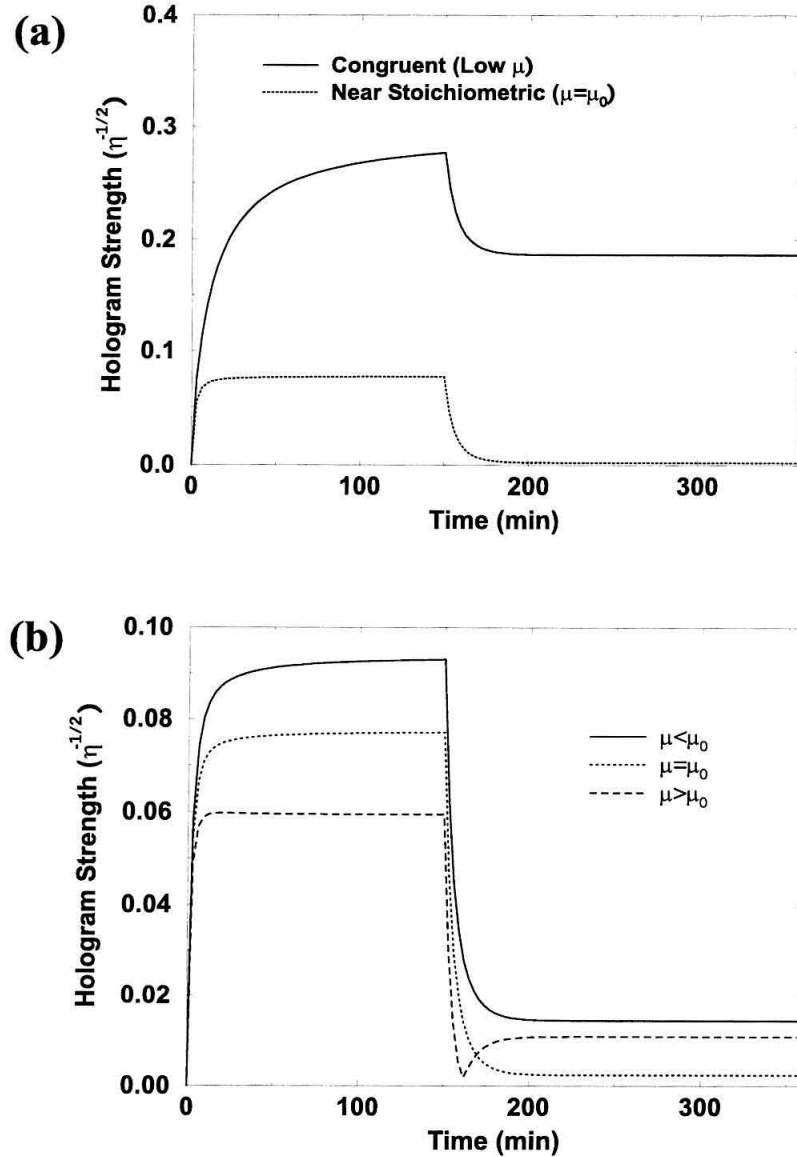 (a)
0.4
0.3
0.2
0.1
0.0
Hologram Strength (η^-1/2)
Congruent (Low μ)
Near Stoichiometric (μ=μ₀)
0 100 200 300
Time (min)
(b)
0.10
0.08
0.06
0.04
0.02
0.00
Hologram Strength (η^-1/2)
μ<μ₀
μ=μ₀
μ>μ₀
0 100 200 300
Time (min)